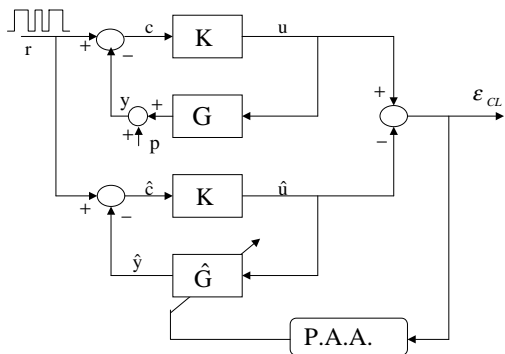 c
K
u
+
−
r
+
ε_CL
y
+
G
+
p
−
ĉ
K
û
+
−
ŷ
Ĝ
P.A.A.